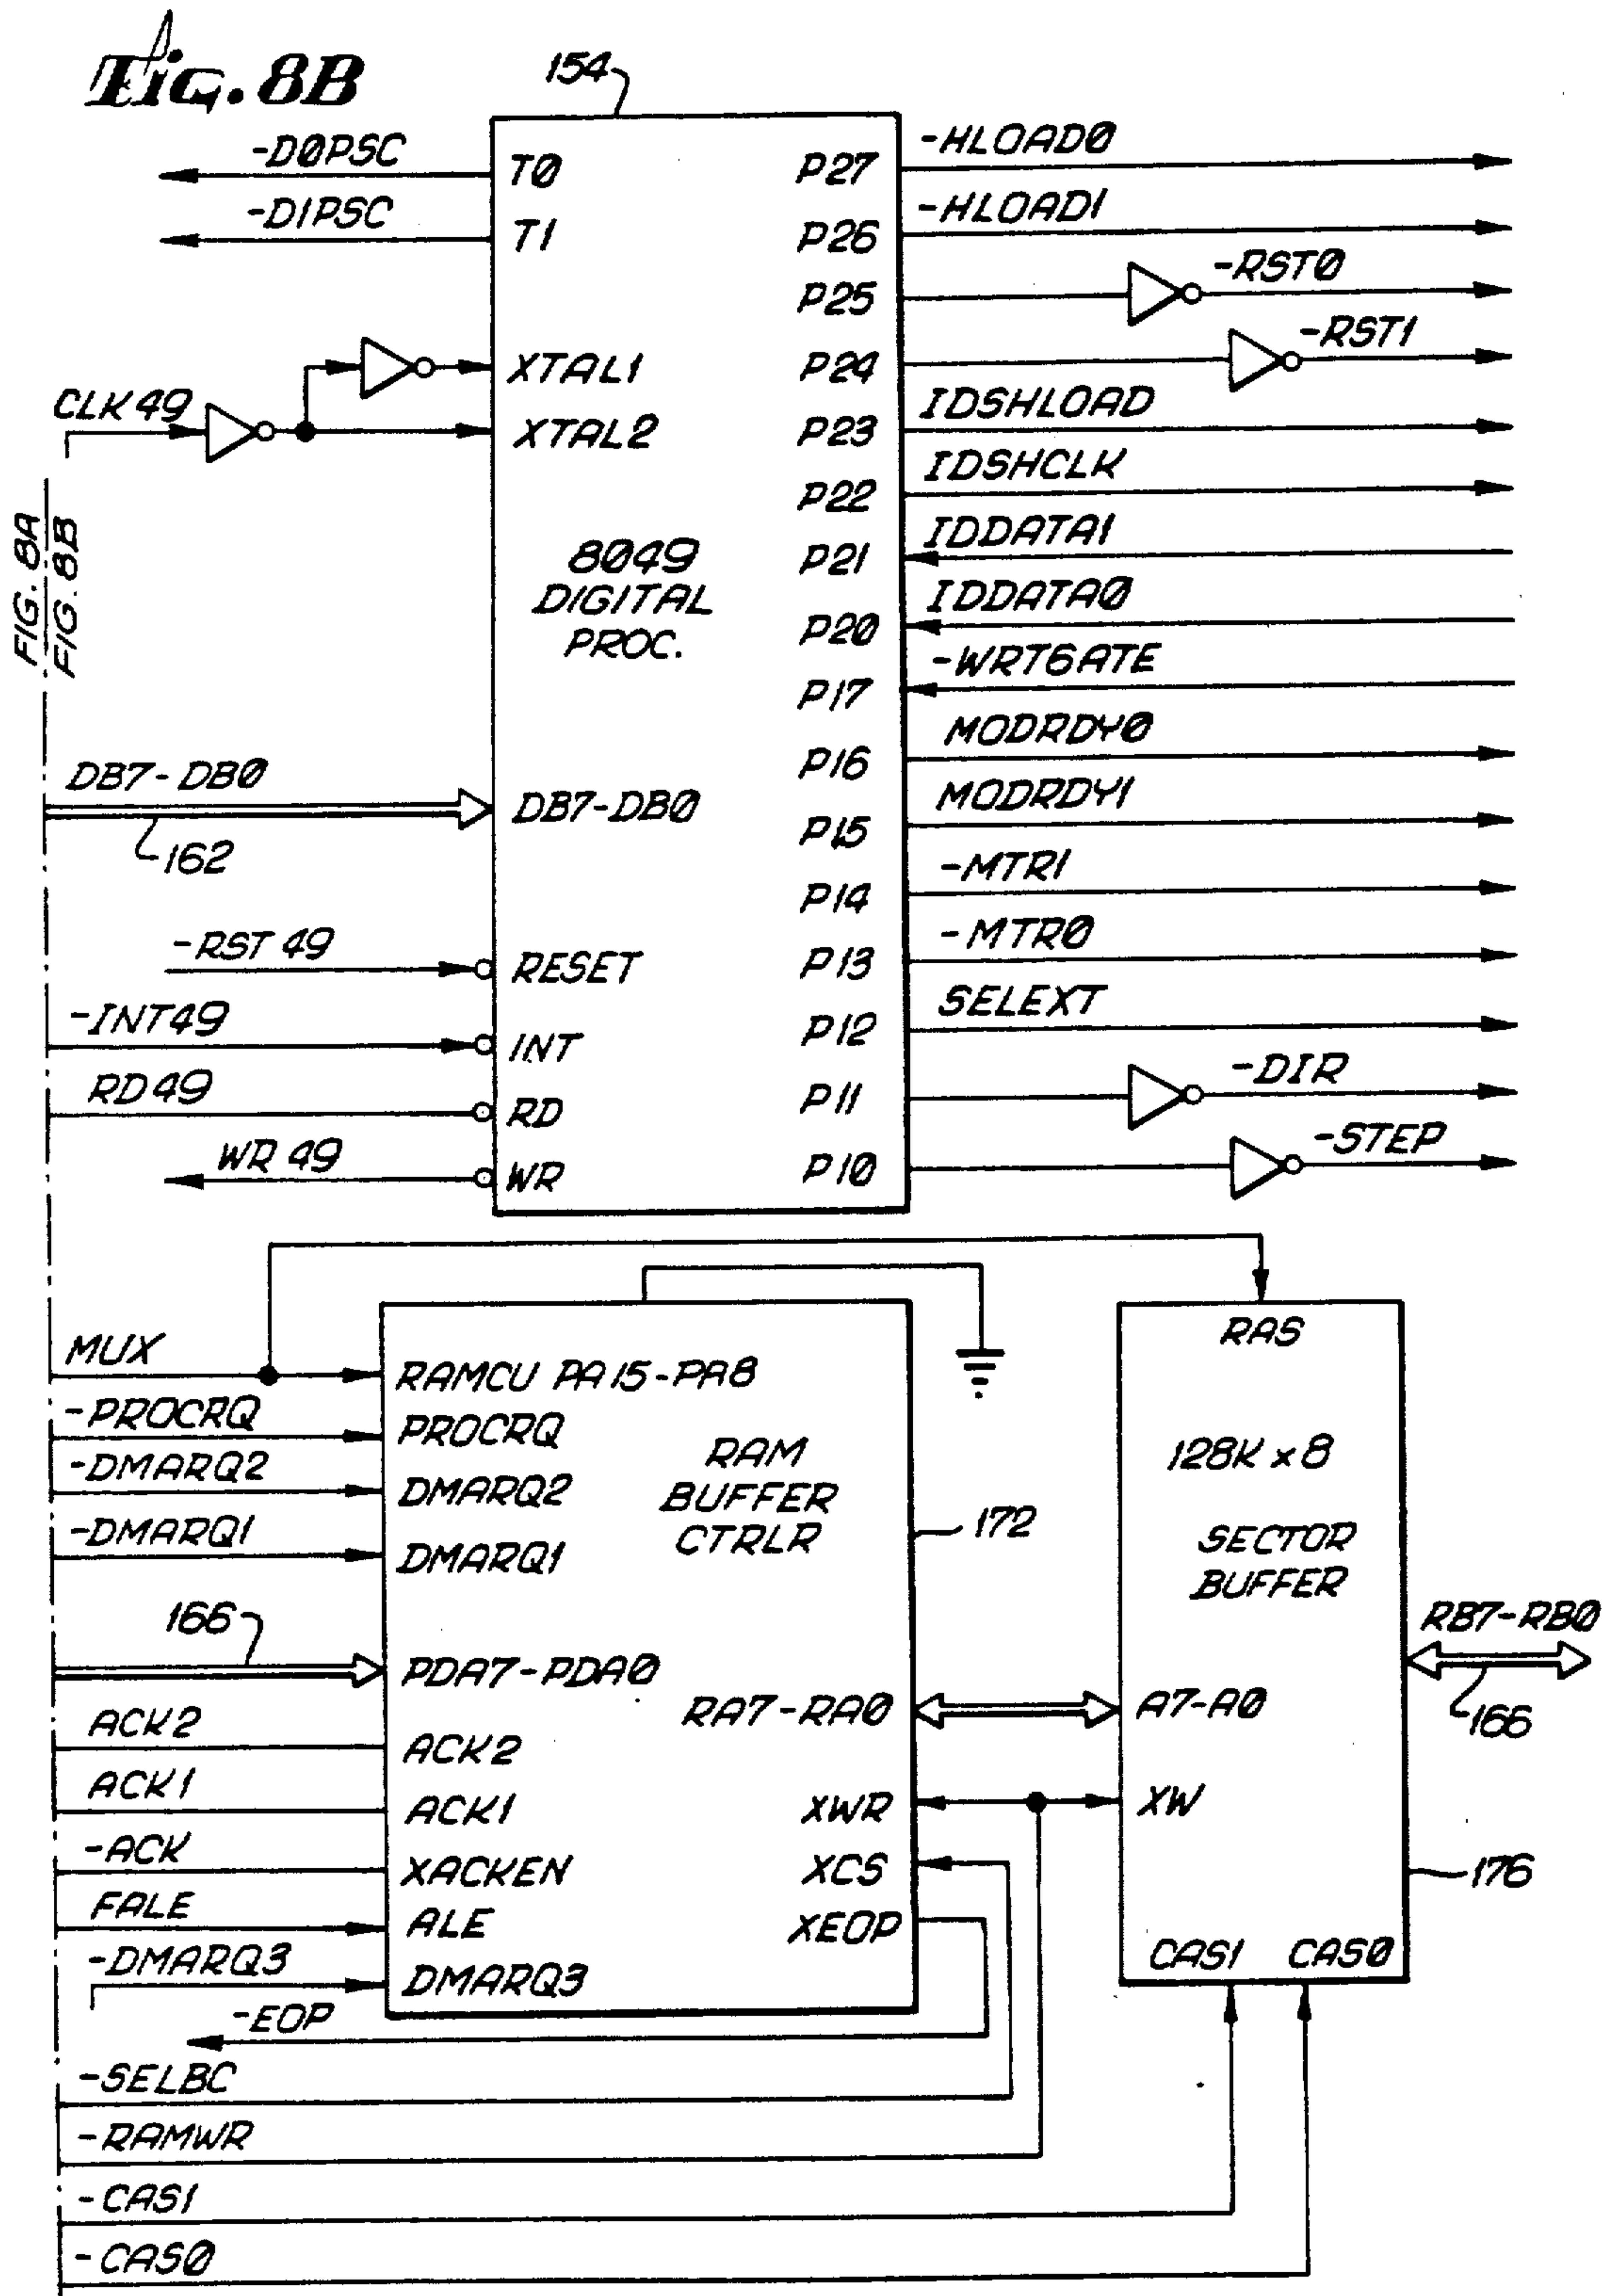 Fig. 8B
154
-D0PSC
T0
P27
-HLOAD0
-D1PSC
T1
P26
-HLOAD1
P25
-RST0
XTAL1
P24
-RST1
CLK49
XTAL2
P23
IDSHLOAD
P22
IDSHCLK
FIG. 8A
FIG. 8B
8049
DIGITAL
PROC.
P21
IDDATA1
P20
IDDATA0
P17
-WRTGATE
P16
MODRDY0
DB7-DB0
DB7-DB0
162
P15
MODRDY1
P14
-MTR1
-RST49
RESET
P13
-MTR0
-INT49
INT
P12
SELEXT
RD49
RD
P11
-DIR
WR49
WR
P10
-STEP
MUX
RAMCU PA15-PA8
RAS
-PROCRQ
PROCRQ
-DMARQ2
DMARQ2
-DMARQ1
DMARQ1
RAM
BUFFER
CTRLR
172
128K x 8
SECTOR
BUFFER
166
PDA7-PDA0
RA7-RA0
A7-A0
RB7-RB0
166
ACK2
ACK2
ACK1
ACK1
XWR
XW
-ACK
XACKEN
XCS
176
FALE
ALE
XEOP
-DMARQ3
DMARQ3
CAS1
CAS0
-EOP
-SELBC
-RAMWR
-CAS1
-CAS0